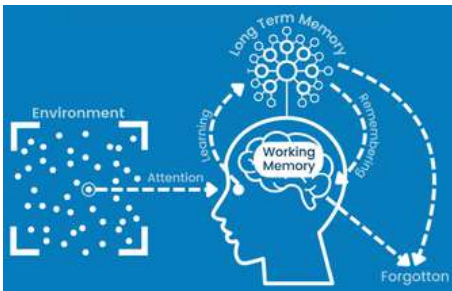 Long Term Memory
Environment
Learning
Remembering
Working
Memory
Attention
Forgotton